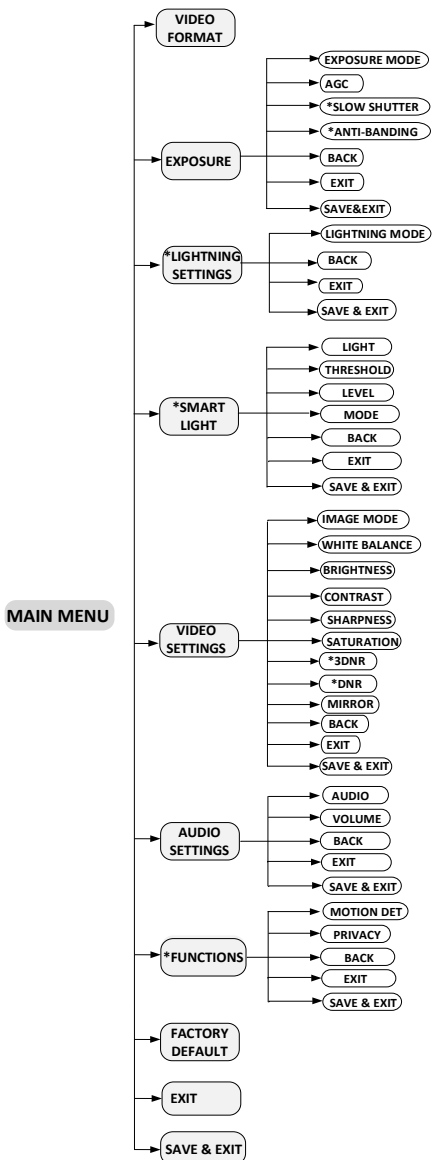 VIDEO
FORMAT
EXPOSURE MODE
AGC
*SLOW SHUTTER
*ANTI-BANDING
EXPOSURE
BACK
EXIT
SAVE&EXIT
LIGHTNING MODE
*LIGHTNING
SETTINGS
BACK
EXIT
SAVE & EXIT
LIGHT
THRESHOLD
LEVEL
*SMART
LIGHT
MODE
BACK
EXIT
SAVE & EXIT
IMAGE MODE
WHITE BALANCE
BRIGHTNESS
CONTRAST
SHARPNESS
MAIN MENU
VIDEO
SETTINGS
SATURATION
*3DNR
*DNR
MIRROR
BACK
EXIT
SAVE & EXIT
AUDIO
VOLUME
AUDIO
SETTINGS
BACK
EXIT
SAVE & EXIT
MOTION DET
PRIVACY
*FUNCTIONS
BACK
EXIT
SAVE & EXIT
FACTORY
DEFAULT
EXIT
SAVE & EXIT